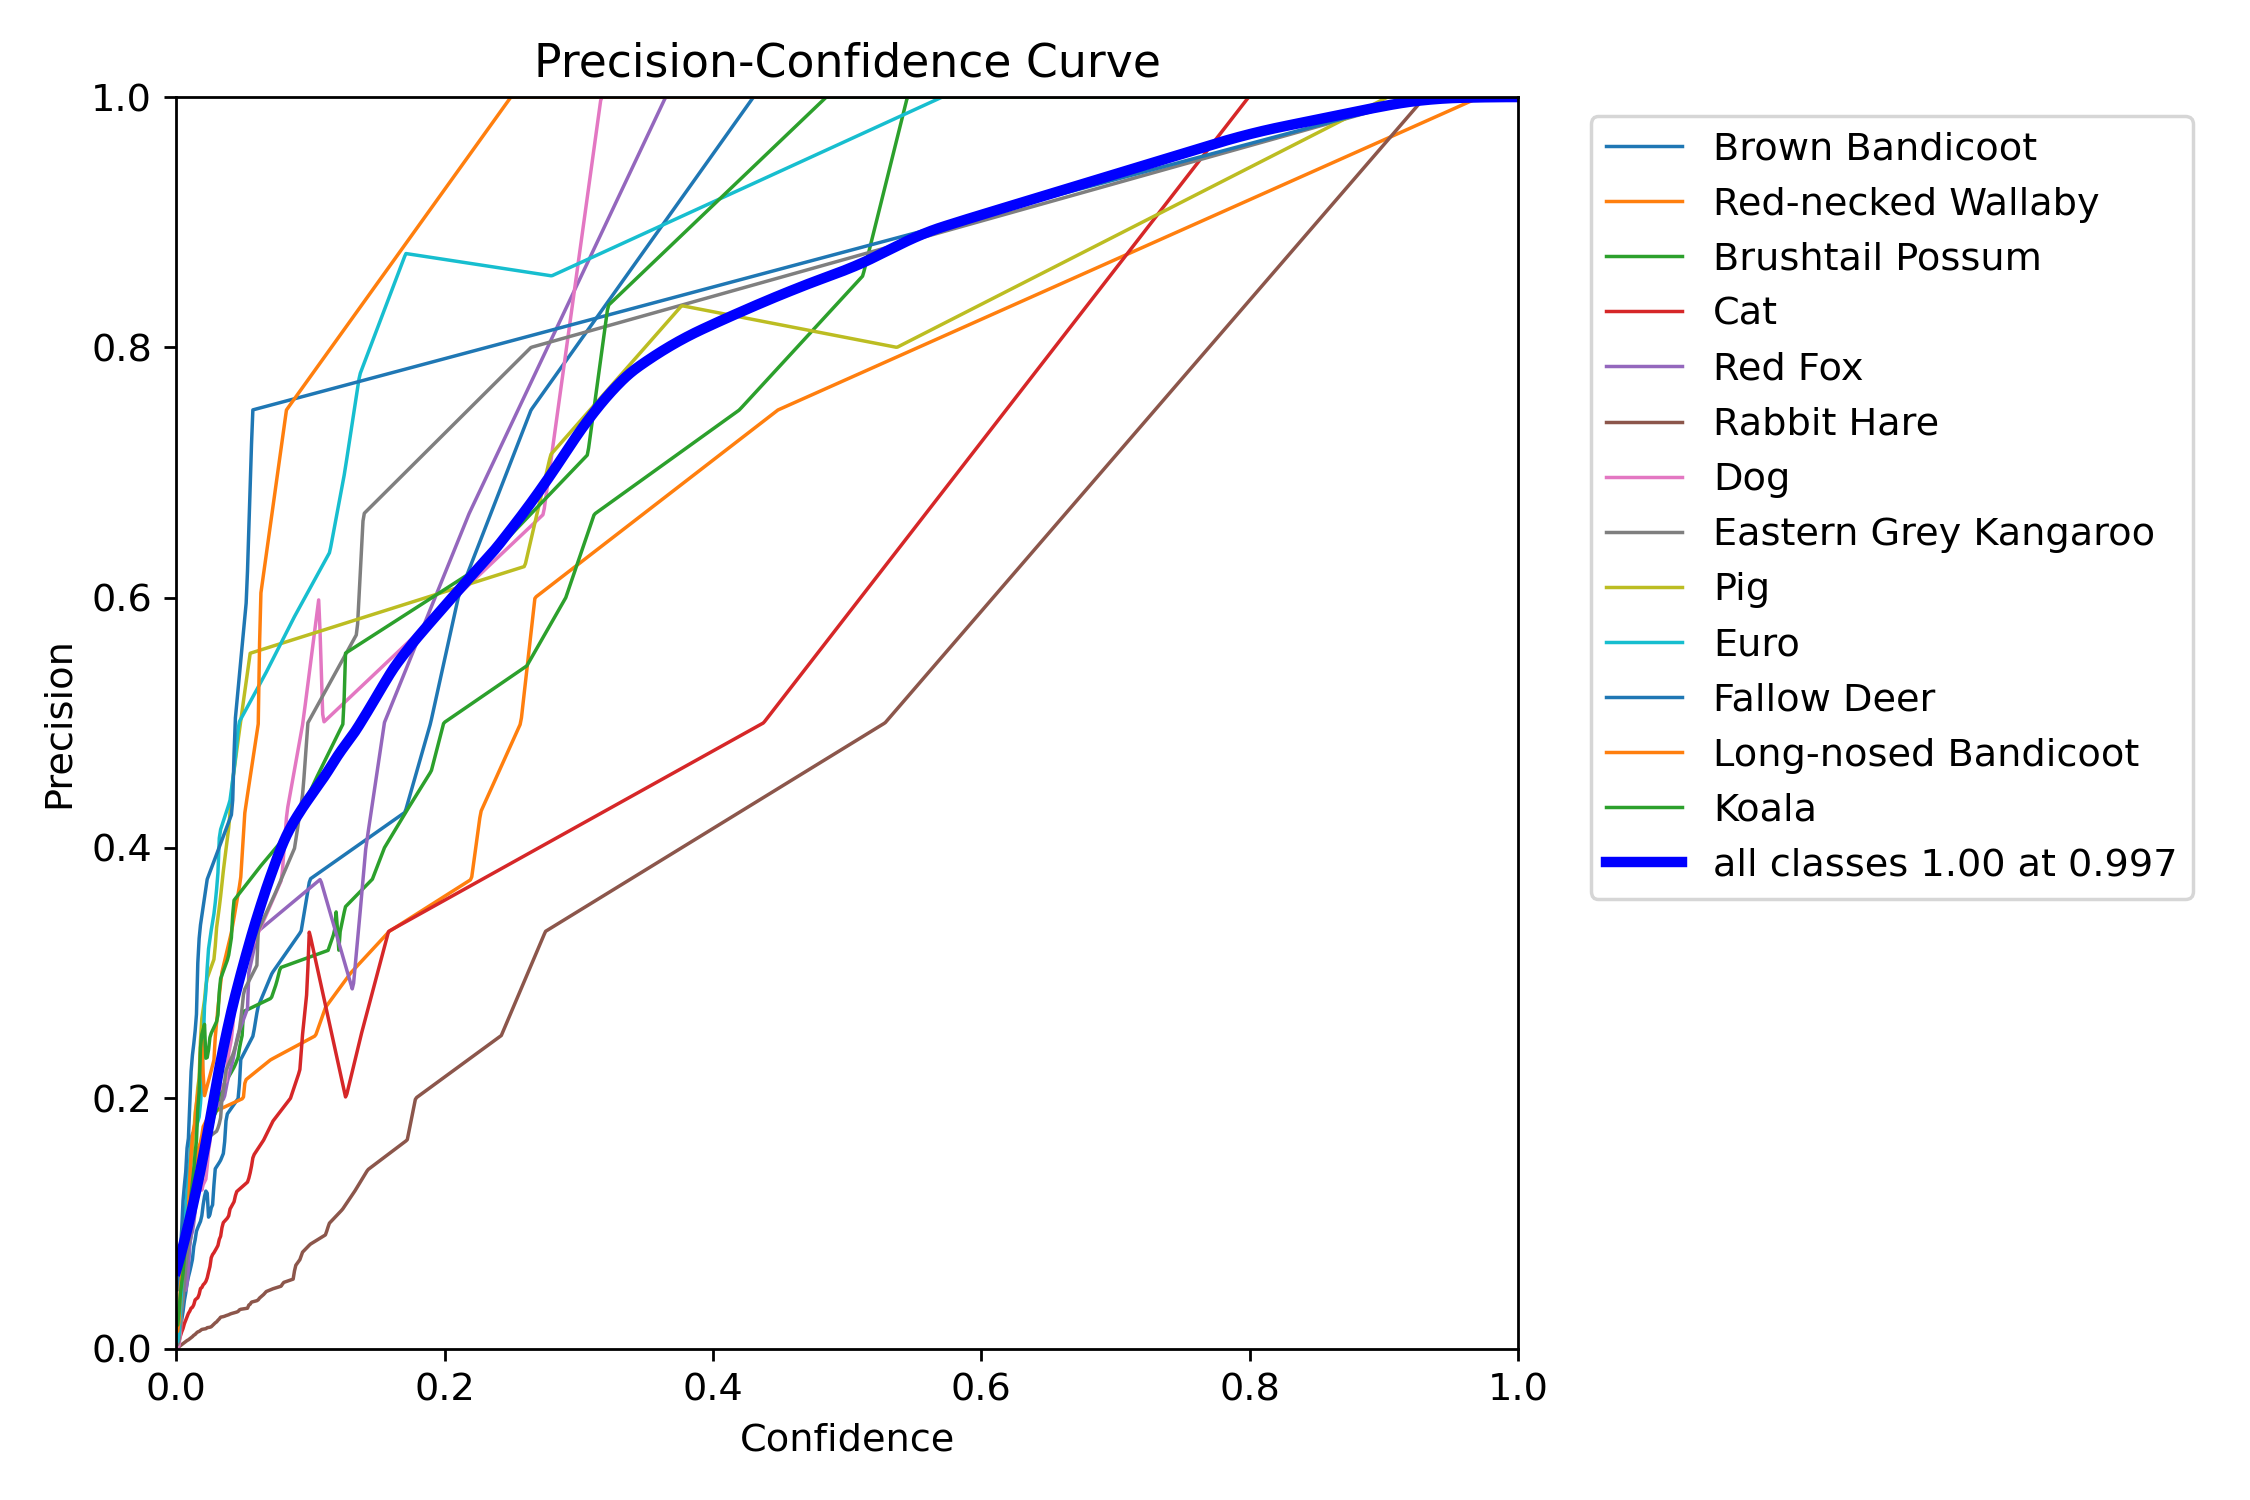 Precision-Confidence Curve
1.0
0.8
0.6
0.4
0.2
0.0
Precision
0.0 0.2 0.4 0.6 0.8 1.0
Confidence
Brown Bandicoot
Red-necked Wallaby
Brushtail Possum
Cat
Red Fox
Rabbit Hare
Dog
Eastern Grey Kangaroo
Pig
Euro
Fallow Deer
Long-nosed Bandicoot
Koala
all classes 1.00 at 0.997